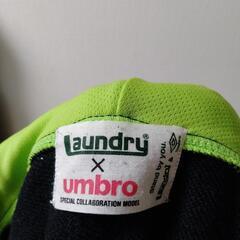 Laundry
×
umbro
SPECIAL COLLABORATION MODEL